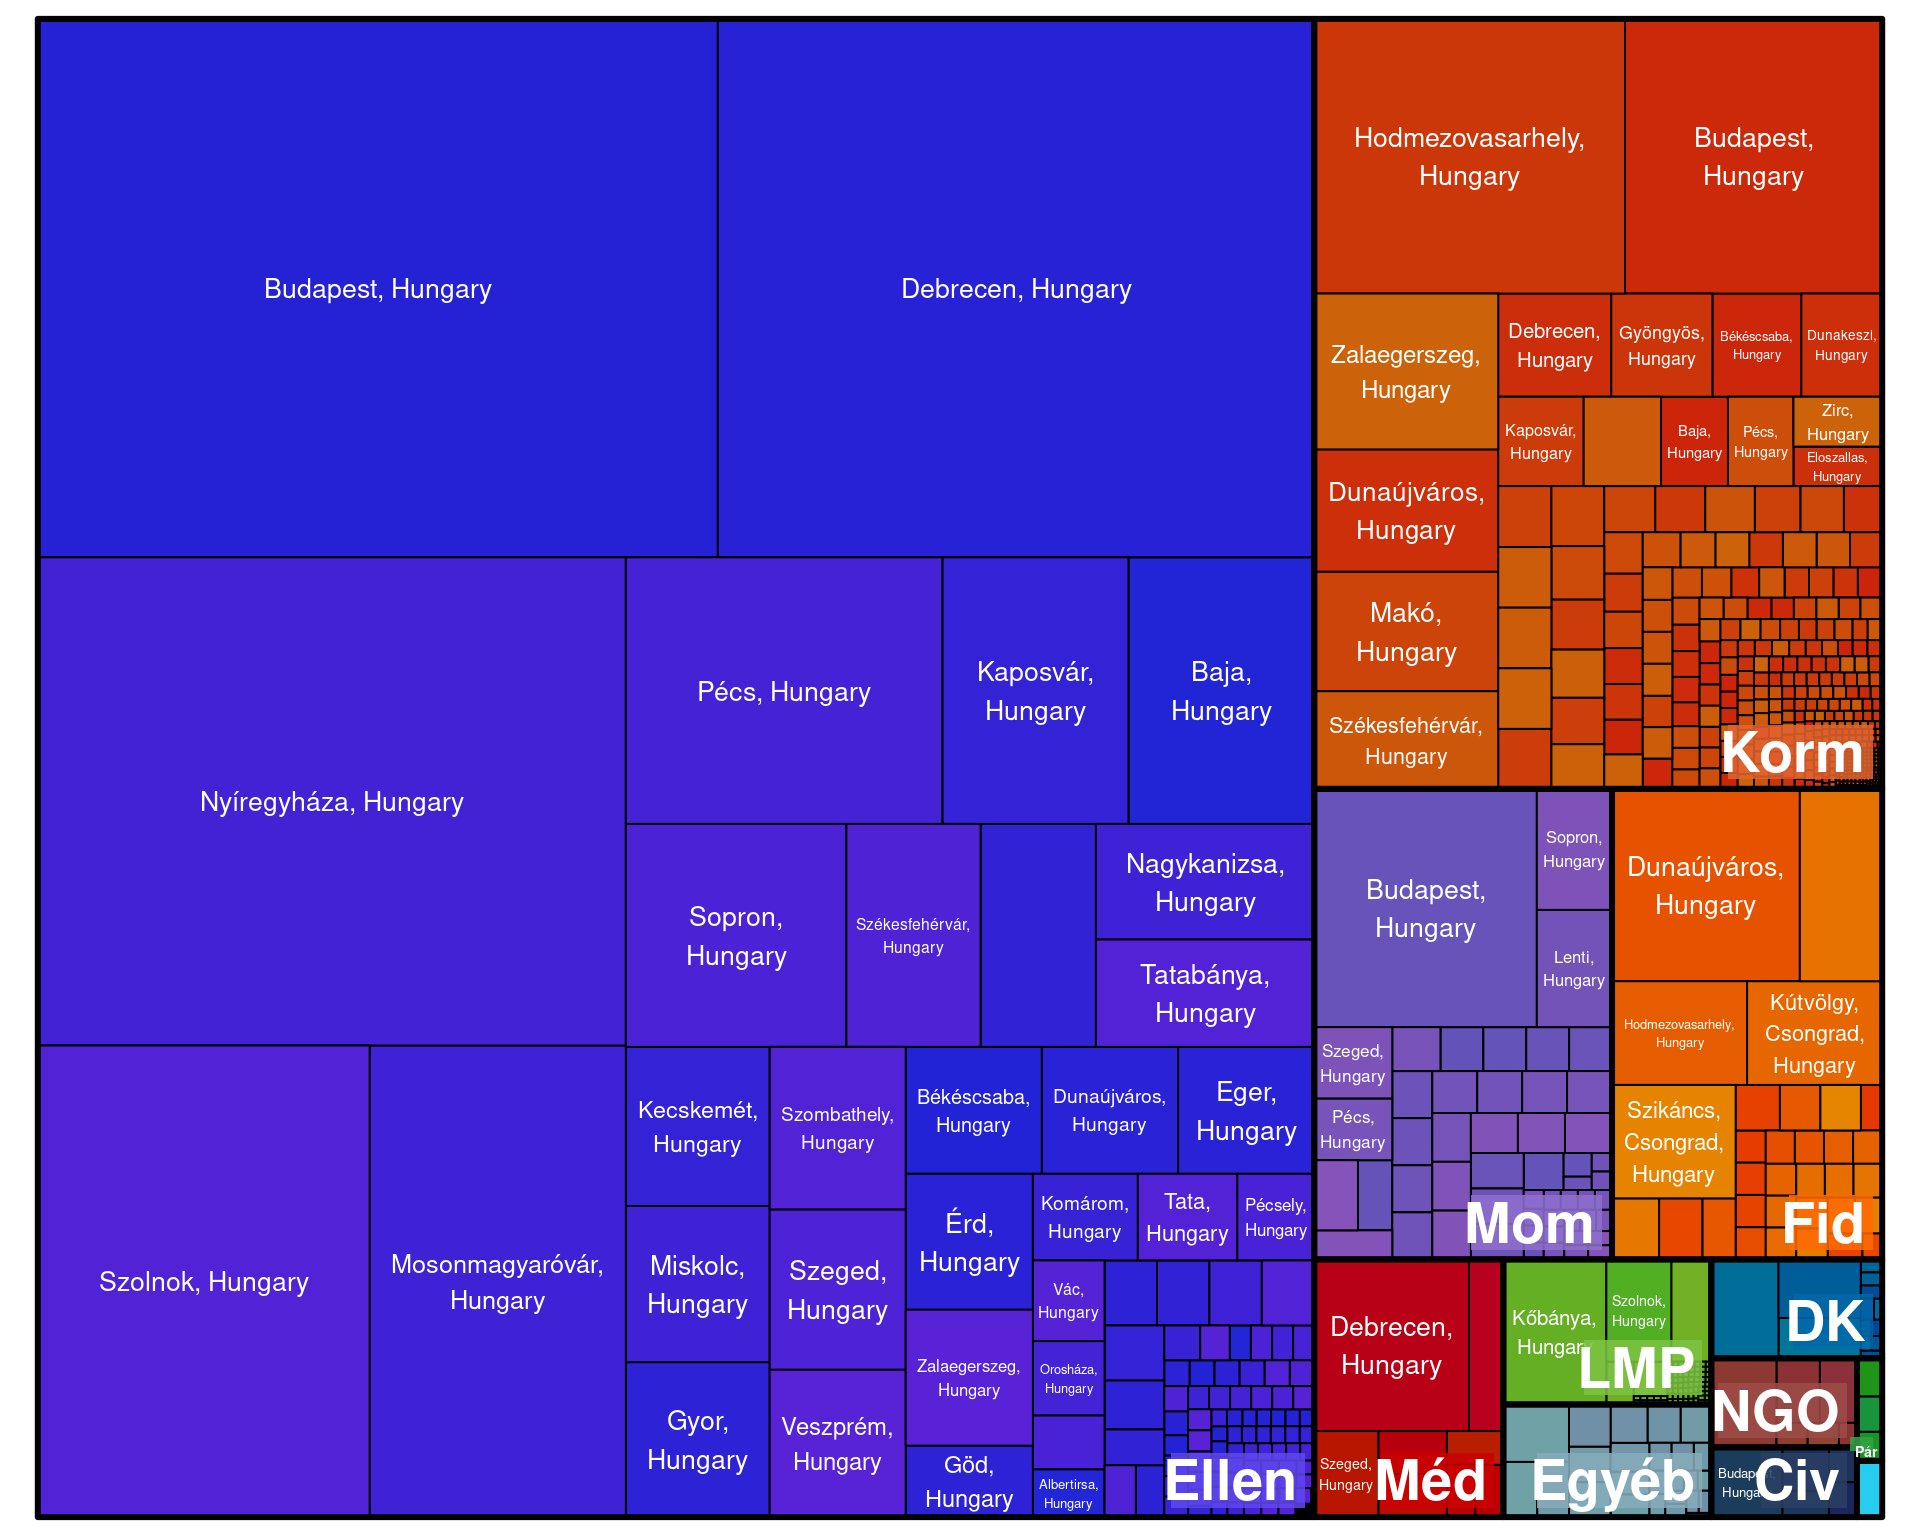 Budapest, Hungary
Debrecen, Hungary
Nyíregyháza, Hungary
Pécs, Hungary
Kaposvár,
Hungary
Baja,
Hungary
Sopron,
Hungary
Székesfehérvár,
Hungary
Nagykanizsa,
Hungary
Tatabánya,
Hungary
Szolnok, Hungary
Mosonmagyaróvár,
Hungary
Kecskemét,
Hungary
Szombathely,
Hungary
Békéscsaba,
Hungary
Dunaújváros,
Hungary
Eger,
Hungary
Miskolc,
Hungary
Szeged,
Hungary
Érd,
Hungary
Komárom,
Hungary
Tata,
Hungary
Pécsely,
Hungary
Vác,
Hungary
Zalaegerszeg,
Hungary
Orosháza,
Hungary
Gyor,
Hungary
Veszprém,
Hungary
Göd,
Hungary
Albertirsa,
Hungary
Ellen
Hodmezovasarhely,
Hungary
Budapest,
Hungary
Zalaegerszeg,
Hungary
Debrecen,
Hungary
Gyöngyös,
Hungary
Békéscsaba,
Hungary
Dunakeszi,
Hungary
Kaposvár,
Hungary
Baja,
Hungary
Pécs,
Hungary
Zirc,
Hungary
Eloszallas,
Hungary
Dunaújváros,
Hungary
Makó,
Hungary
Székesfehérvár,
Hungary
Korm
Budapest,
Hungary
Sopron,
Hungary
Lenti,
Hungary
Szeged,
Hungary
Pécs,
Hungary
Mom
Dunaújváros,
Hungary
Hodmezovasarhely,
Hungary
Kútvölgy,
Csongrad,
Hungary
Szikáncs,
Csongrad,
Hungary
Fid
Debrecen,
Hungary
Szeged,
Hungary
Méd
Kőbánya,
Hungary
Szolnok,
Hungary
LMP
Egyéb
DK
NGO
Pár
Budapest,
Hungary
Civ